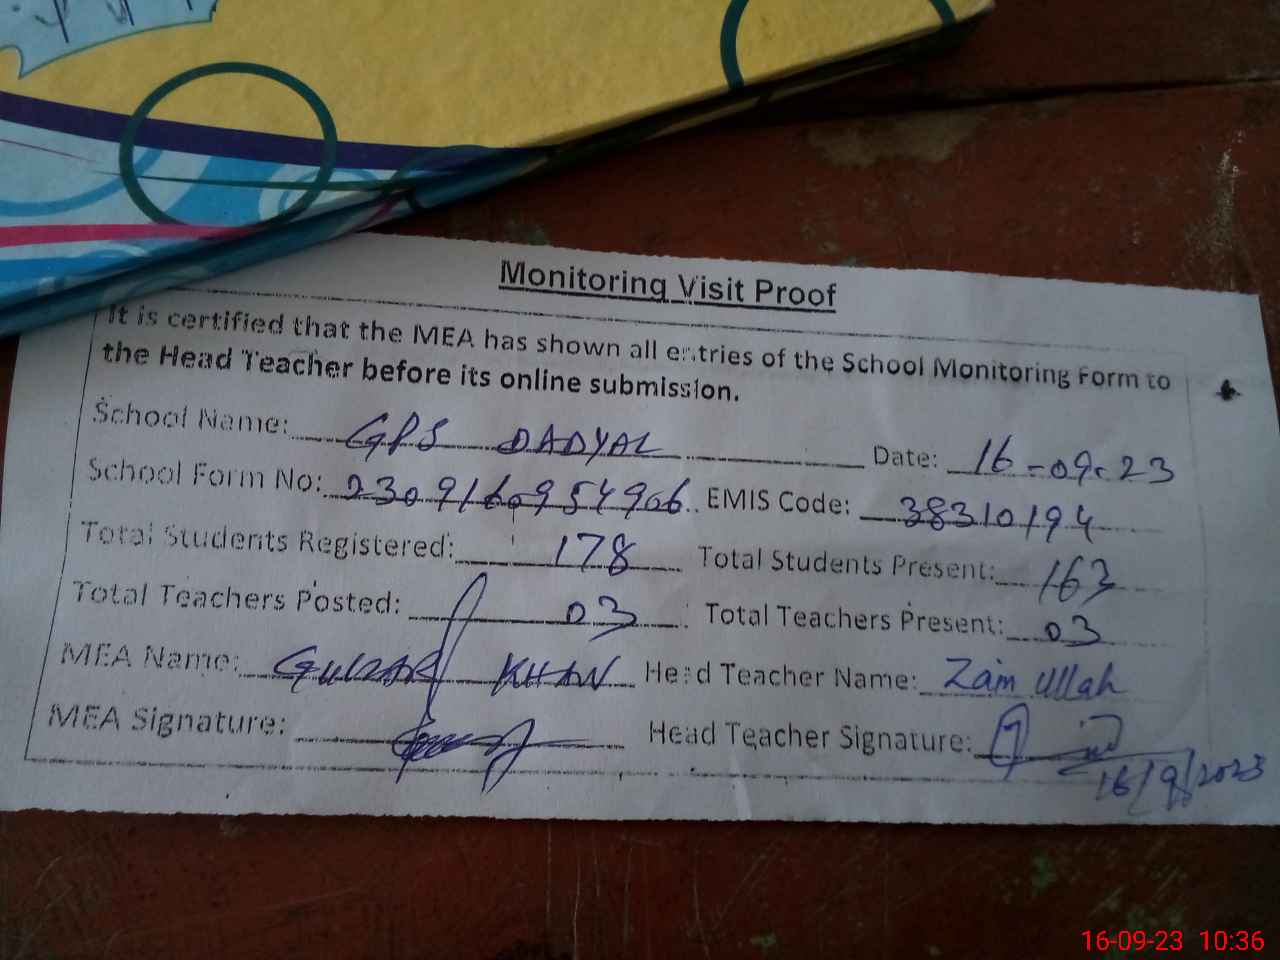 Monitoring Visit Proof
It is certified that the MEA has shown all entries of the School Monitoring Form to
the Head Teacher before its online submission.
School Name: GPS DADYAL Date: 16-09-23
School Form No: 2309160954906 EMIS Code: 38310194
Total Students Registered: 178 Total Students Present: 163
Total Teachers Posted: 03 Total Teachers Present: 03
MEA Name: GULZAR KHAN Head Teacher Name: Zaim Ullah
MEA Signature: Head Teacher Signature:
16/9/2023
16-09-23 10:36